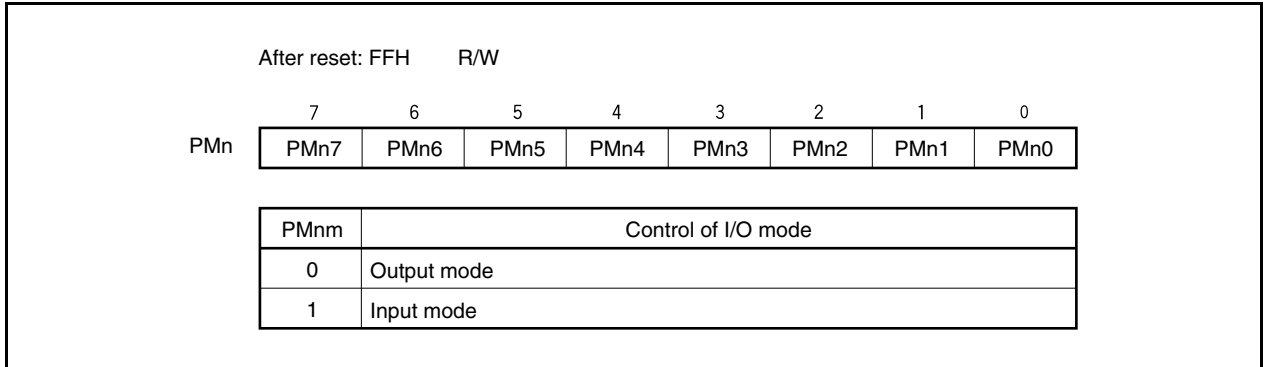 After reset: FFH R/W
7 6 5 4 3 2 1 0
PMn PMn7 PMn6 PMn5 PMn4 PMn3 PMn2 PMn1 PMn0
PMnm Control of I/O mode
0 Output mode
1 Input mode